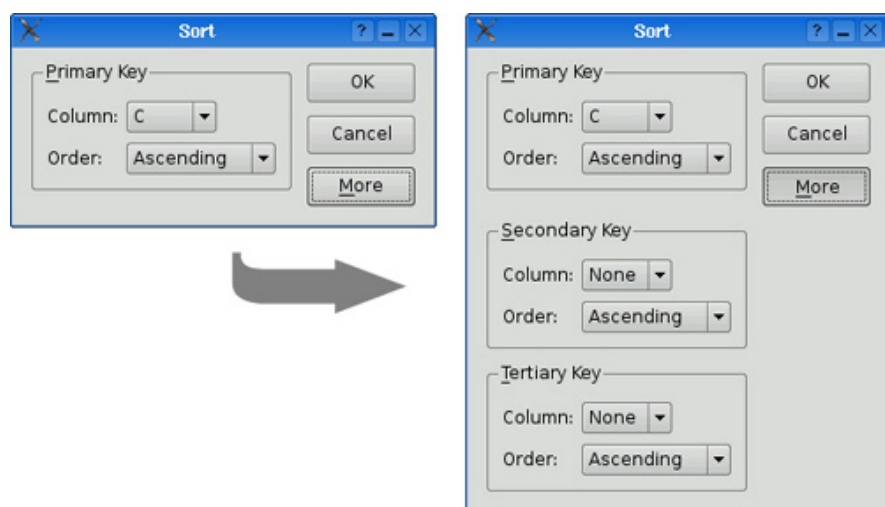 Sort
Primary Key
Column: C
Order: Ascending
OK
Cancel
More
Sort
Primary Key
Column: C
Order: Ascending
OK
Cancel
More
Secondary Key
Column: None
Order: Ascending
Tertiary Key
Column: None
Order: Ascending